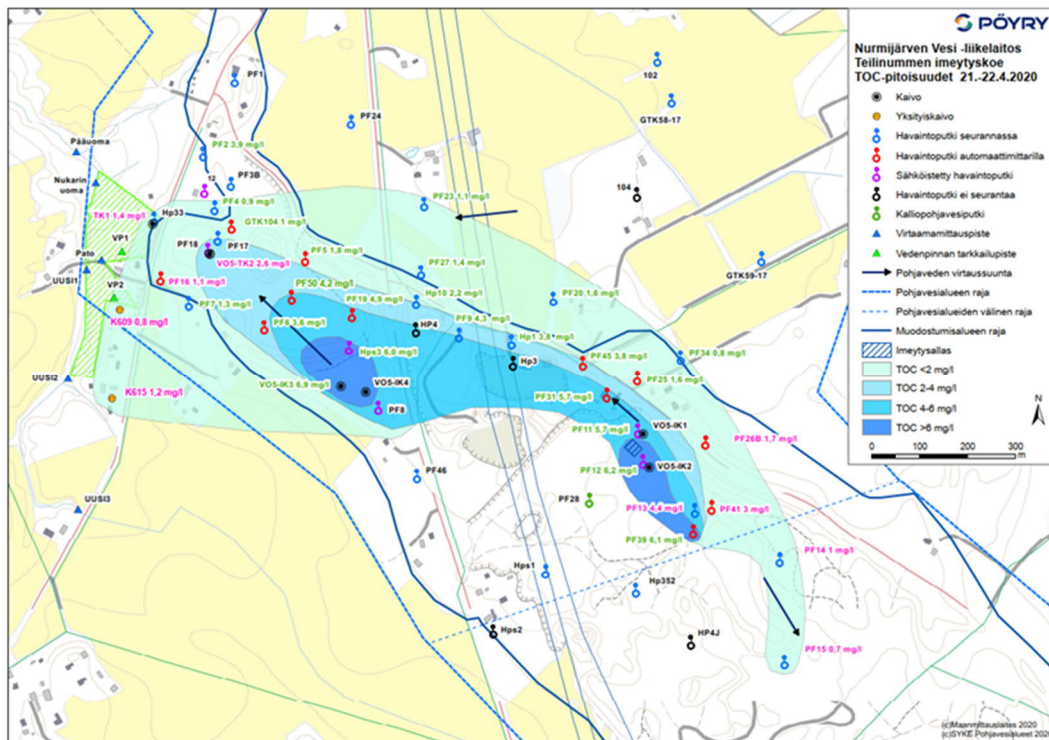 PÖYRY
Nurmijärven Vesi -liikelaitos
Teilinummen imeytyskoe
TOC-pitoisuudet 21.-22.4.2020
Kaivo
Yksityiskaivo
Havaintoputki seurannassa
Havaintoputki automaattimittarilla
Sähköistetty havaintoputki
Havaintoputki ei seurantaa
Kalliopohjavesiputki
Virtaamamittauspiste
Vedenpinnan tarkkailupiste
Pohjaveden virtaussuunta
Pohjavesialueen raja
Pohjavesialueiden välinen raja
Muodostumisalueen raja
Imeytysallas
TOC <2 mg/l
TOC 2-4 mg/l
TOC 4-6 mg/l
TOC >6 mg/l
N
0 50 100 200 300
m
PF1
102
GTK58-17
PF24
Pääuoma
PF2 3,9 mg/l
Nukarin
uoma
12
PF3B
104
PF4 0,9 mg/l
PF23 1,1 mg/l
TK1 1,4 mg/l
Hp33
GTK104 1 mg/l
VP1
PF18
PF17
Pato
VO5-TK2 2,6 mg/l
PF5 1,8 mg/l
GTK59-17
UUSI1
PF16 1,1 mg/l
PF27 1,4 mg/l
PF50 4,2 mg/l
VP2
PF7 1,3 mg/l
PF19 4,9 mg/l
Hp10 2,2 mg/l
PF20 1,6 mg/l
K609 0,8 mg/l
PF6 3,6 mg/l
HP4
PF9 4,3 mg/l
Hp1 3,8 mg/l
Hps3 6,0 mg/l
Hp3
PF45 3,8 mg/l
PF34 0,8 mg/l
UUSI2
K615 1,2 mg/l
VO5-IK3 6,9 mg/l
VO5-IK4
PF25 1,6 mg/l
PF31 5,7 mg/l
PF8
PF11 5,7 mg/l
VO5-IK1
PF26B 1,7 mg/l
PF46
PF12 6,2 mg/l
VO5-IK2
UUSI3
PF28
PF13 4,4 mg/l
PF41 3 mg/l
PF39 6,1 mg/l
PF14 1 mg/l
Hps1
Hp352
Hps2
HP4J
PF15 0,7 mg/l
(c)Maanmittauslaitos 2020
(c)SYKE Pohjavesialueet 2020